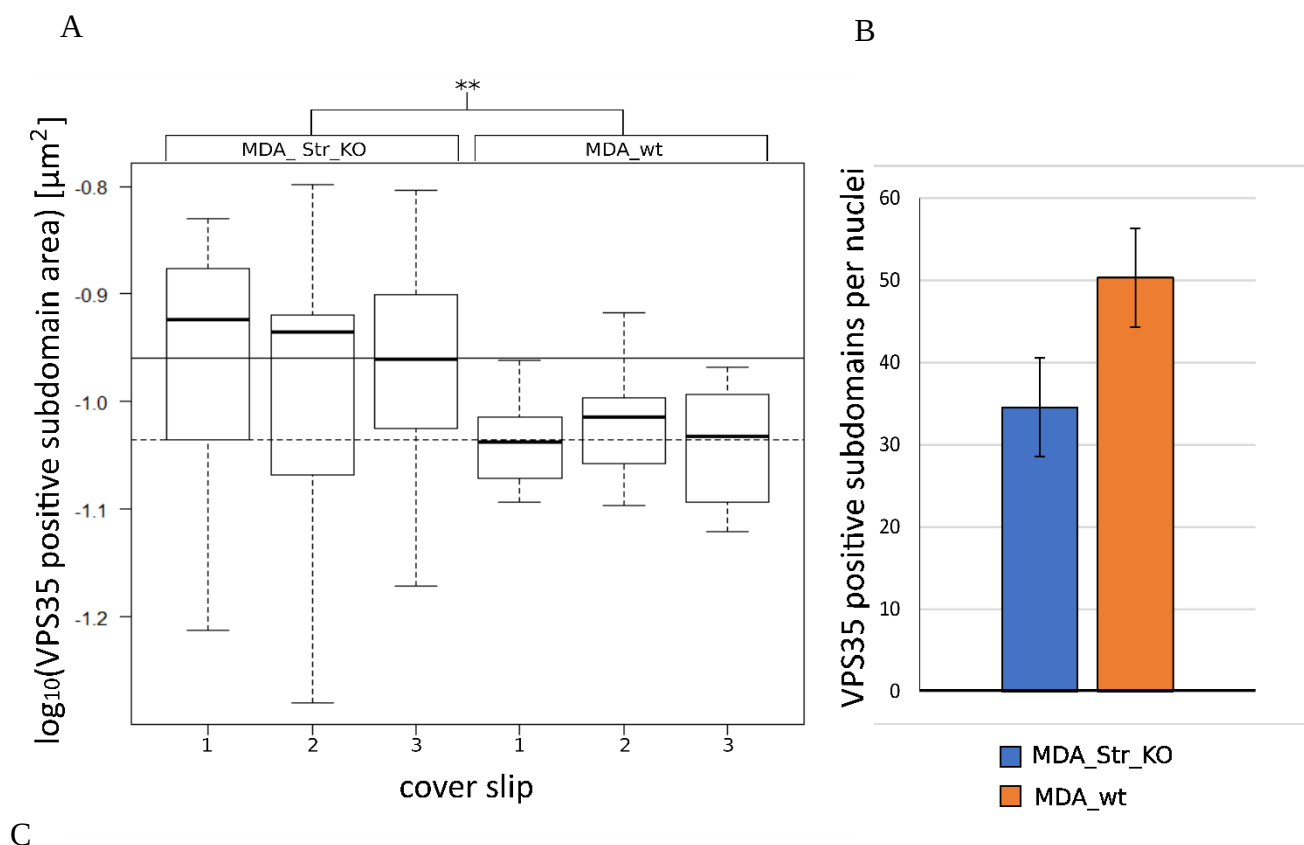 A
B
**
MDA_ Str_KO
MDA_wt
log10(VPS35 positive subdomain area) [µm²]
-0.8
-0.9
-1.0
-1.1
-1.2
1
2
3
1
2
3
cover slip
VPS35 positive subdomains per nuclei
60
50
40
30
20
10
0
MDA_Str_KO
MDA_wt
C